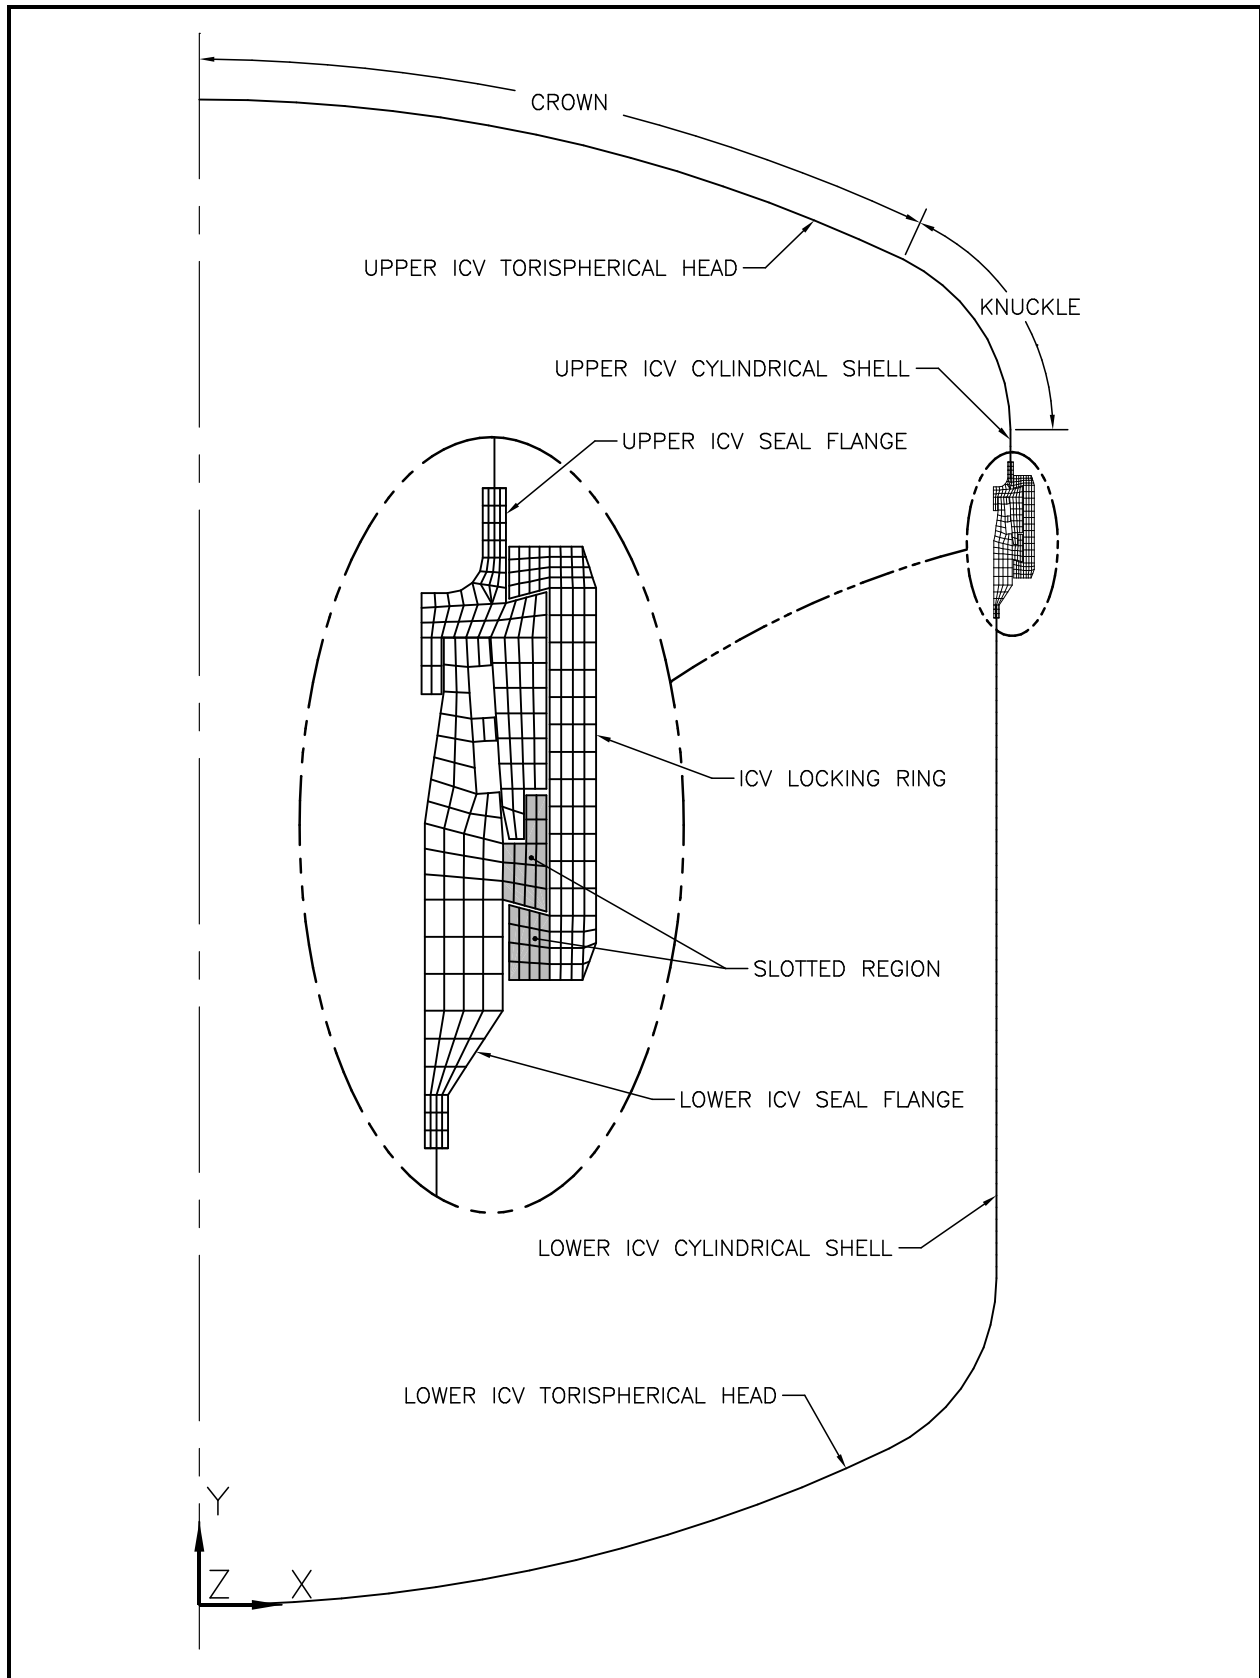 CROWN
UPPER ICV TORISPHERICAL HEAD
KNUCKLE
UPPER ICV CYLINDRICAL SHELL
UPPER ICV SEAL FLANGE
ICV LOCKING RING
SLOTTED REGION
LOWER ICV SEAL FLANGE
LOWER ICV CYLINDRICAL SHELL
LOWER ICV TORISPHERICAL HEAD
Y
Z
X